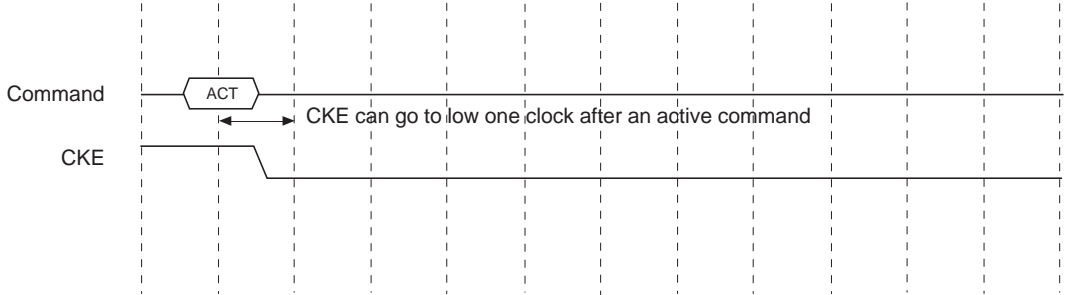 Command
ACT
CKE can go to low one clock after an active command
CKE